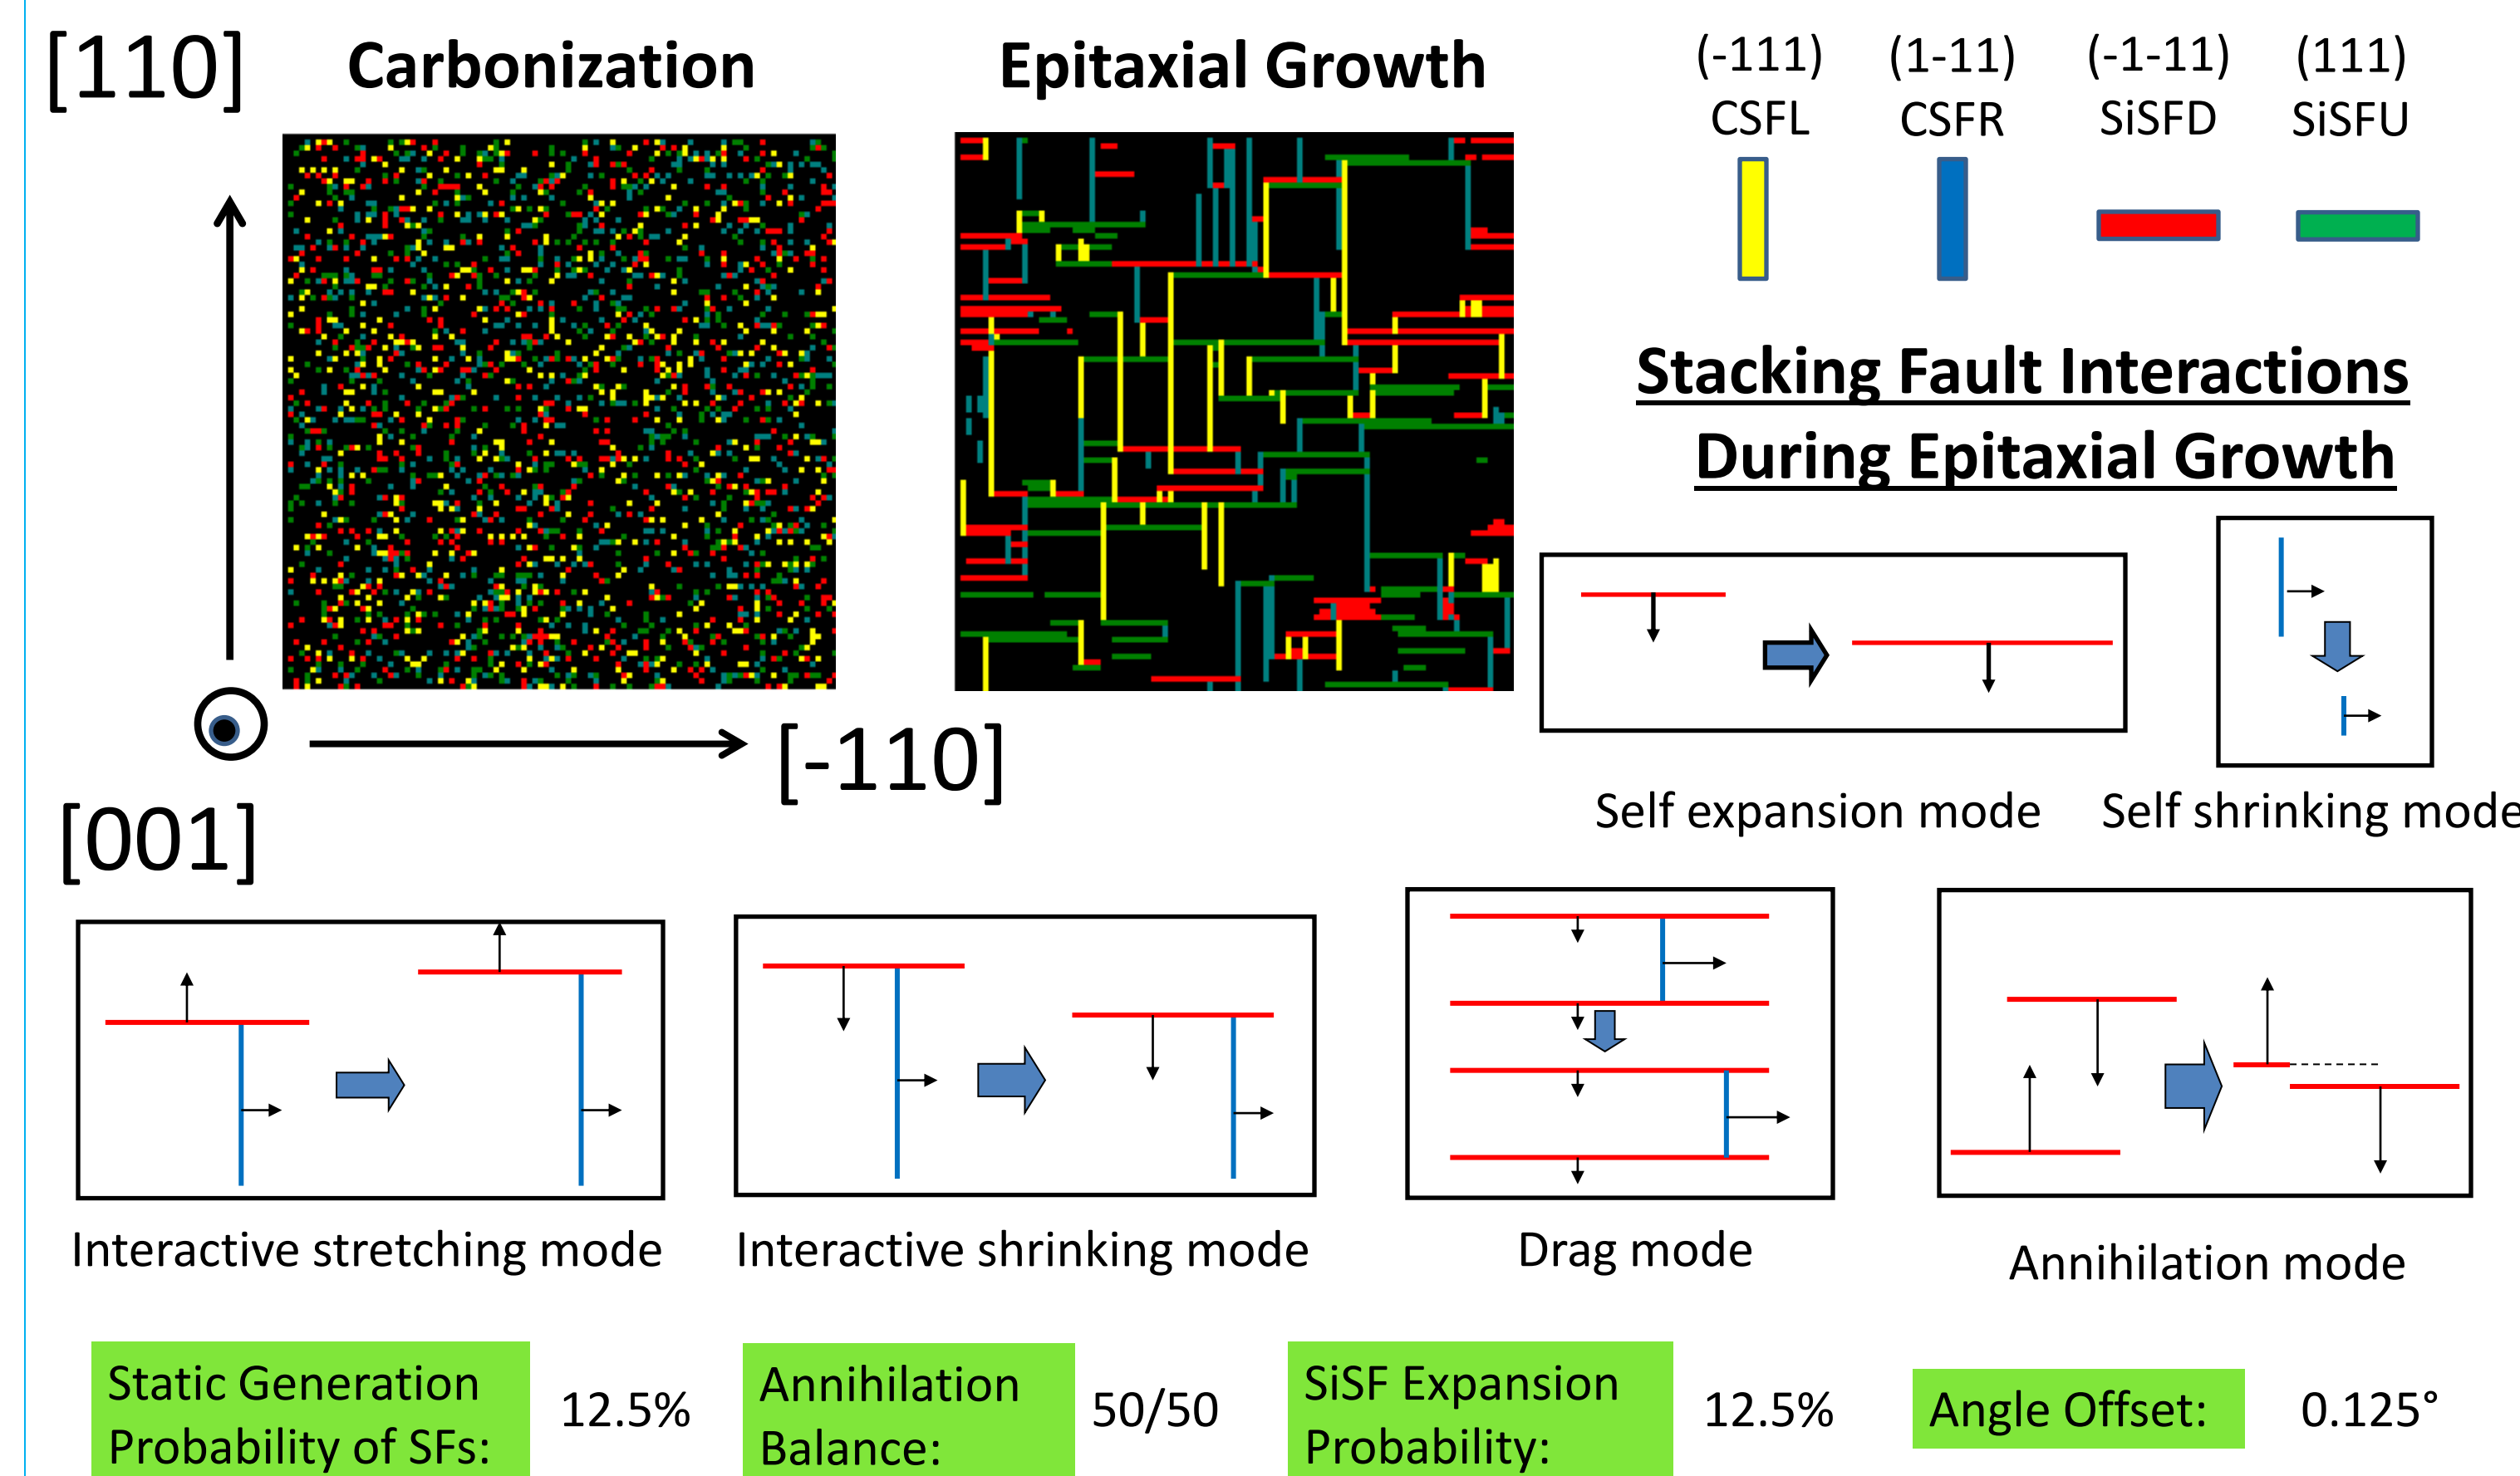 [110]
Carbonization
Epitaxial Growth
(-111)
CSFL
(1-11)
CSFR
(-1-11)
SiSFD
(111)
SiSFU
Stacking Fault Interactions
During Epitaxial Growth
[-110]
[001]
Self expansion mode
Self shrinking mode
Interactive stretching mode
Interactive shrinking mode
Drag mode
Annihilation mode
Static Generation
Probability of SFs:
12.5%
Annihilation
Balance:
50/50
SiSF Expansion
Probability:
12.5%
Angle Offset:
0.125°